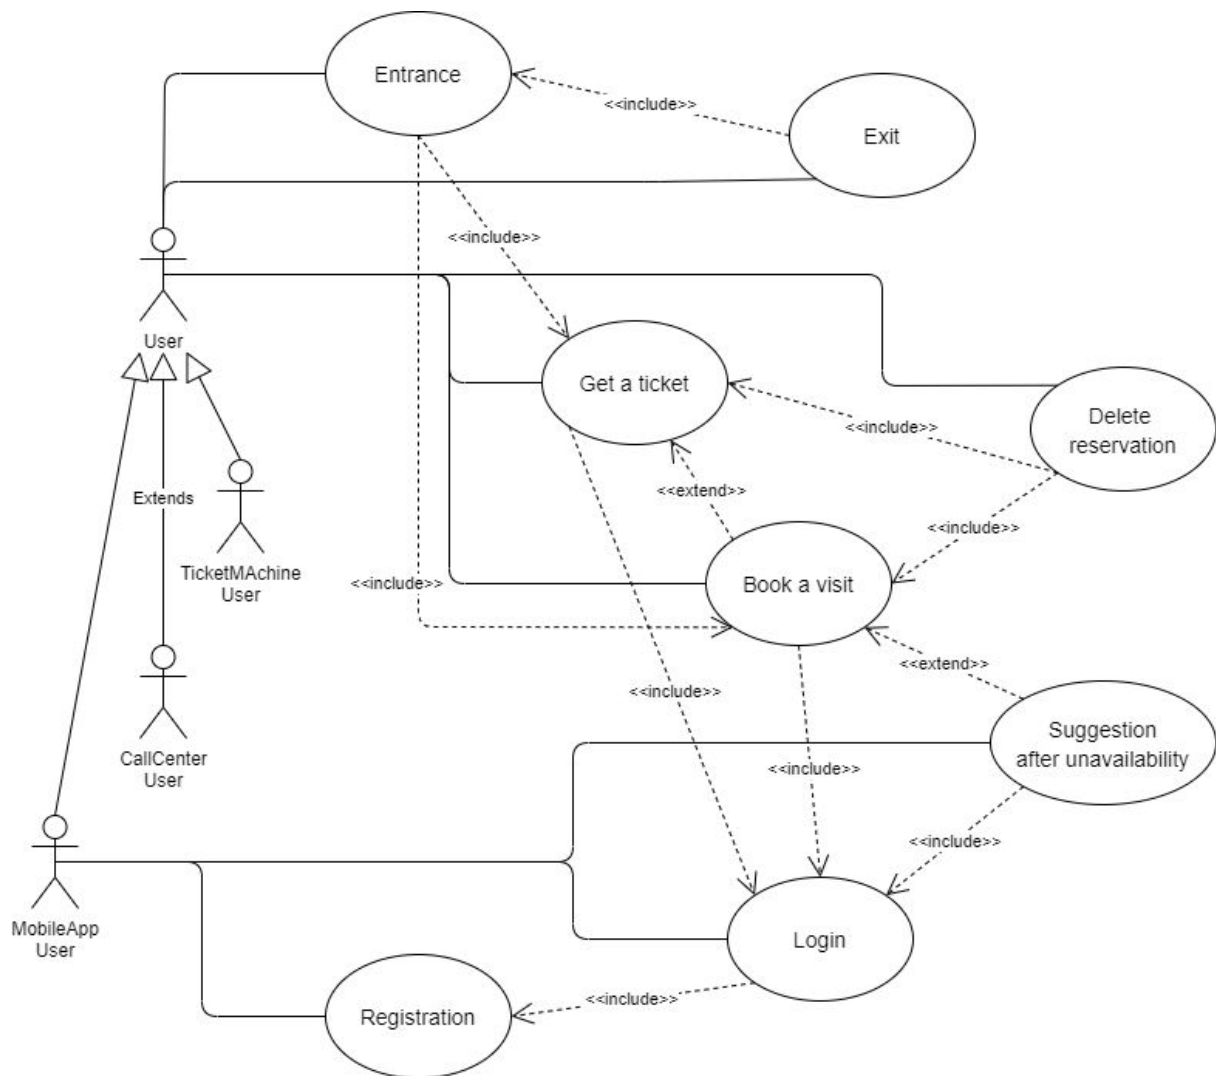 Entrance
<<include>>
Exit
<<include>>
User
Get a ticket
<<include>>
Delete
reservation
Extends
<<extend>>
<<include>>
TicketMAchine
User
<<include>>
Book a visit
<<extend>>
<<include>>
CallCenter
User
Suggestion
after unavailability
<<include>>
<<include>>
MobileApp
User
Login
<<include>>
Registration